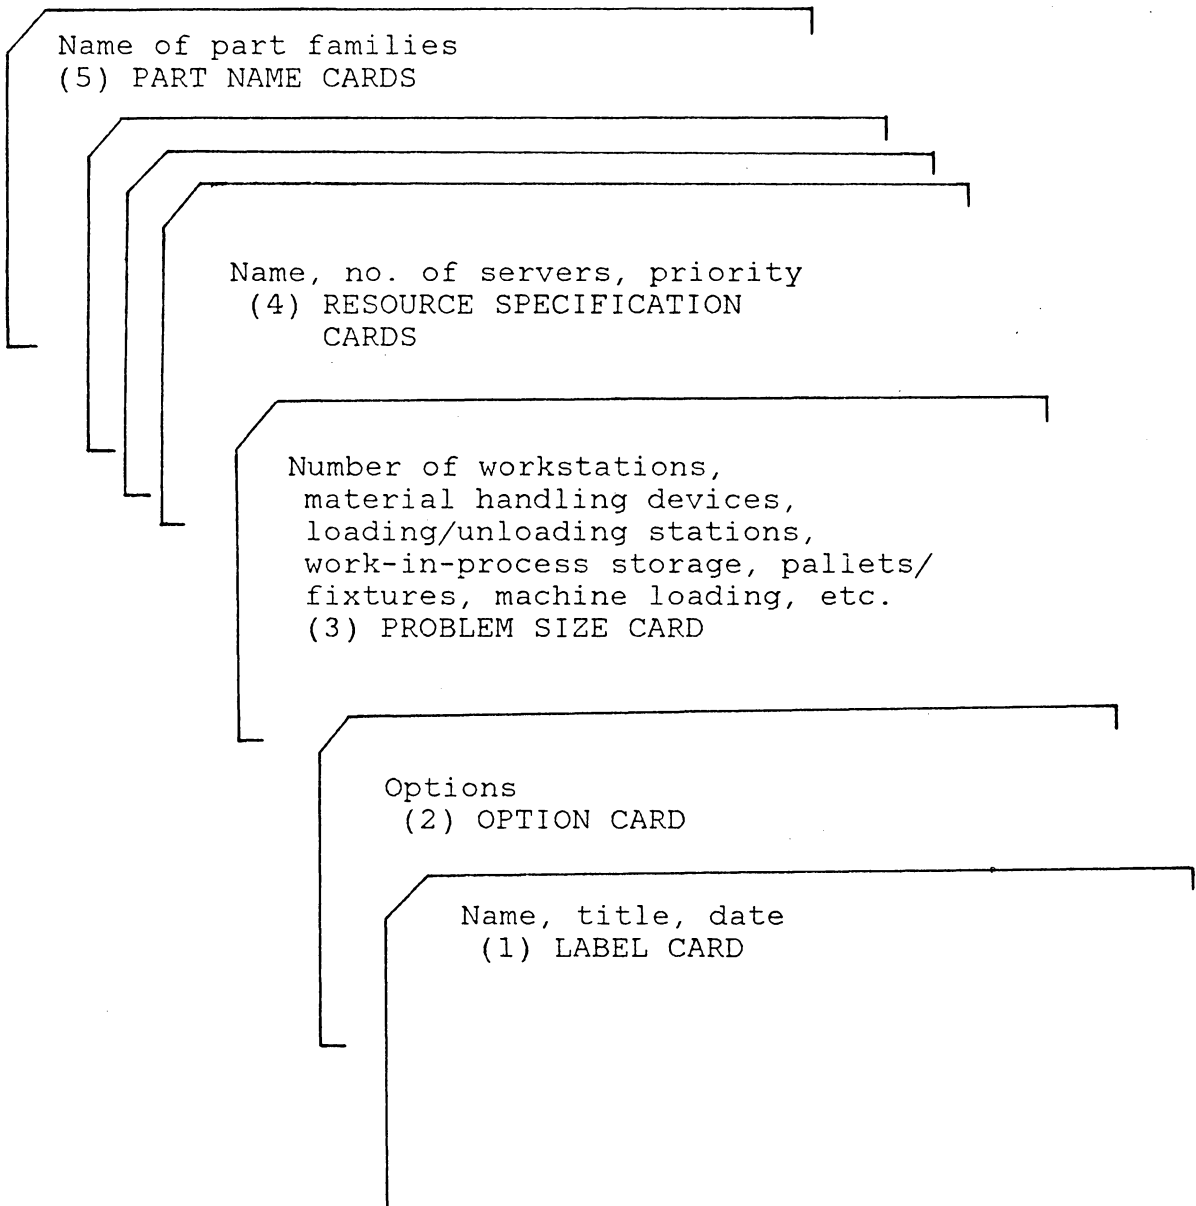 Name of part families
(5) PART NAME CARDS
Name, no. of servers, priority
(4) RESOURCE SPECIFICATION
CARDS
Number of workstations,
material handling devices,
loading/unloading stations,
work-in-process storage, pallets/
fixtures, machine loading, etc.
(3) PROBLEM SIZE CARD
Options
(2) OPTION CARD
Name, title, date
(1) LABEL CARD